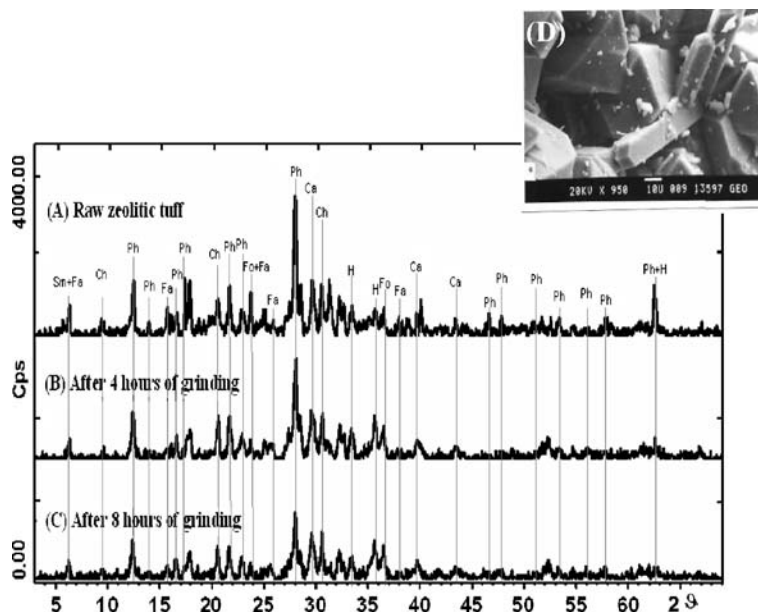 (D)
20KV X 950 10U 009 13597 GEO
4000.00
Cps
0.00
(A) Raw zeolitic tuff
Sm+Fa Ch Ph Ph Fa Ph Ph Ch Ph Ph Fo+Fa Fa Ph Ca Ch H H Fo Fa Ca Ca Ph Ph Ph Ph Ph Ph Ph+H
(B) After 4 hours of grinding
(C) After 8 hours of grinding
5 10 15 20 25 30 35 40 45 50 55 60 2ϑ